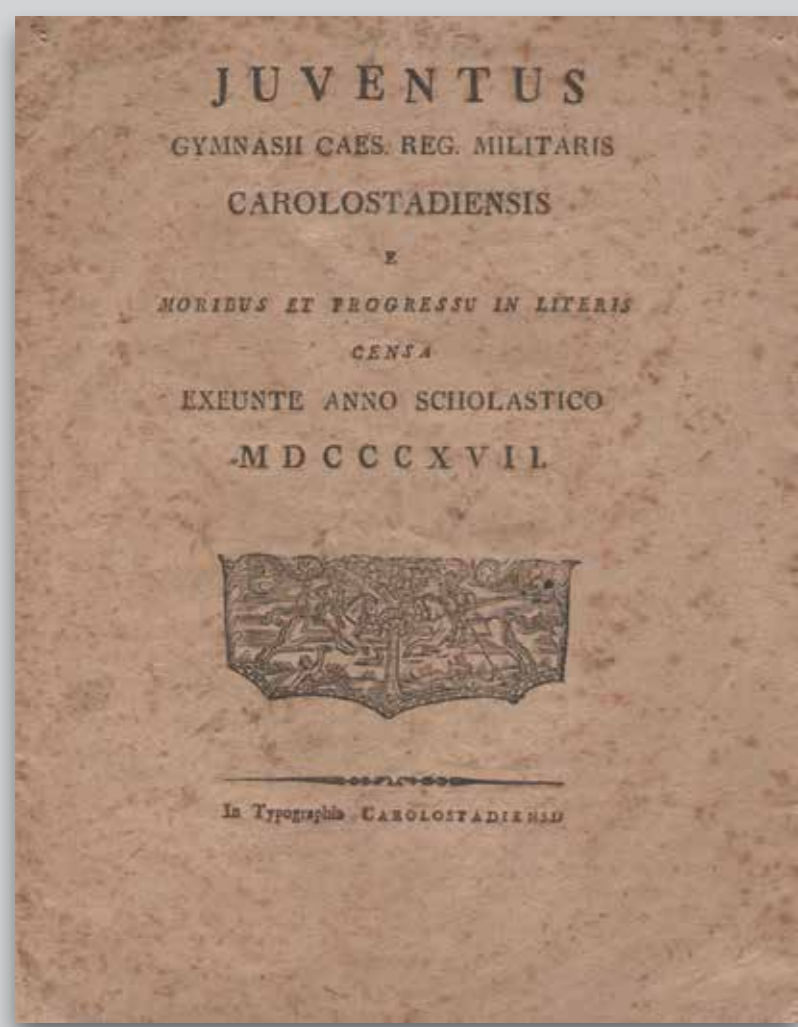 JUVENTUS
GYMNASII CAES. REG. MILITARIS
CAROLOSTADIENSIS
E
MORIBUS ET PROGRESSU IN LITERIS
CENSA
EXEUNTE ANNO SCHOLASTICO
MDCCCXVII.
In Typographia CAROLOSTADIENSI